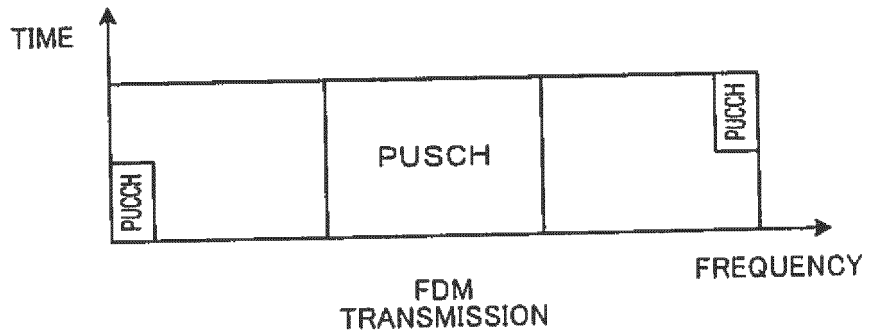 TIME
PUCCH
PUSCH
PUCCH
FREQUENCY
FDM
TRANSMISSION